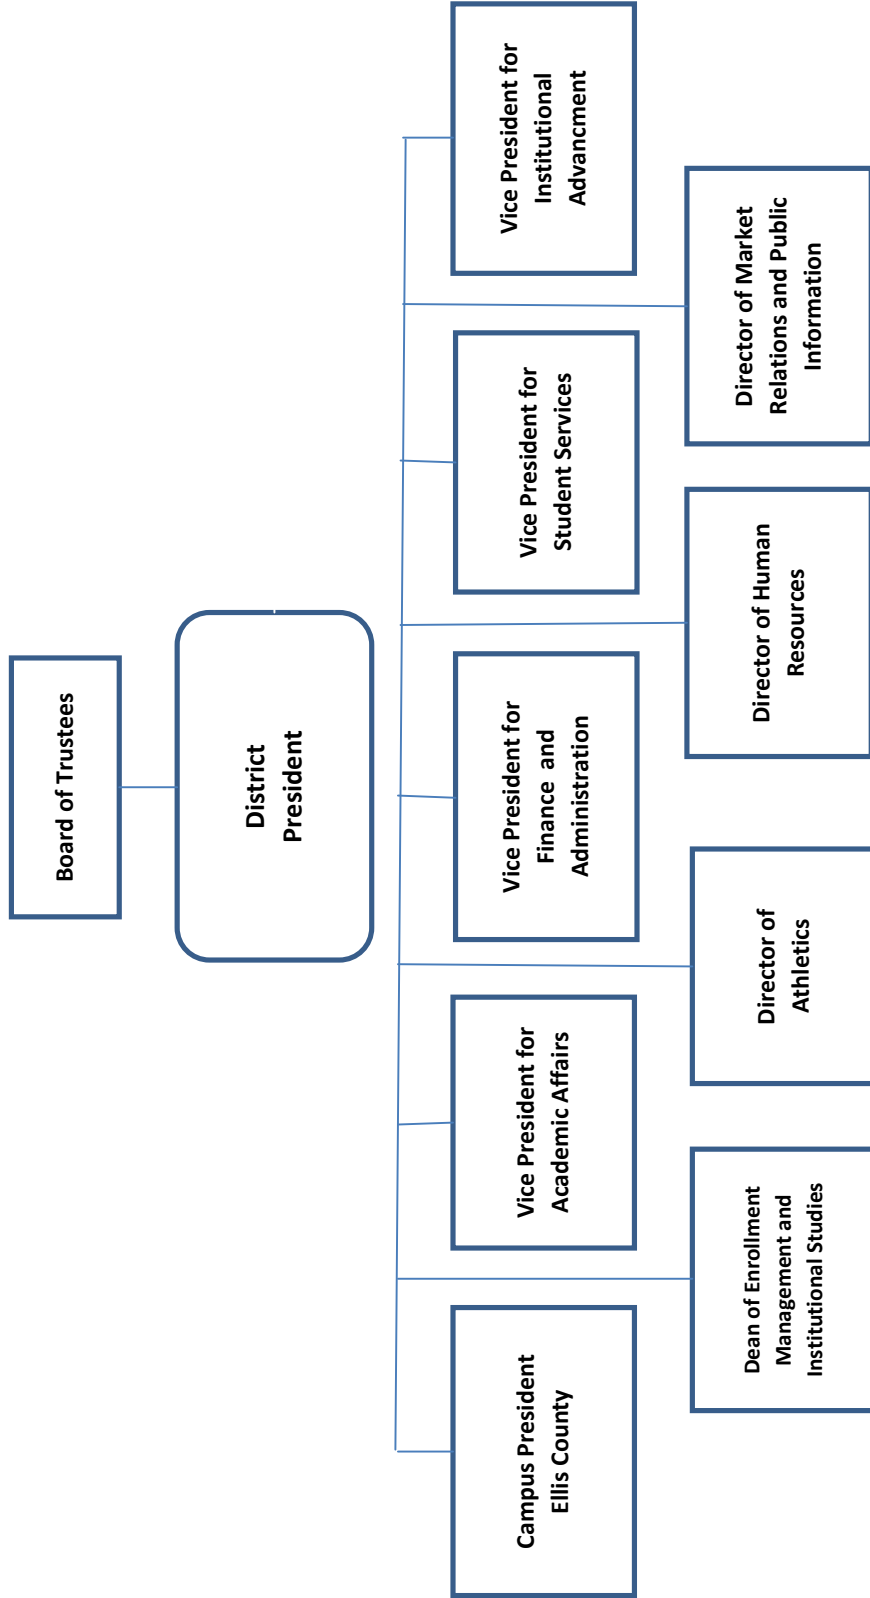 Board of Trustees
District
President
Campus President
Ellis County
Vice President for
Academic Affairs
Vice President for
Finance and
Administration
Vice President for
Student Services
Vice President for
Institutional
Advancment
Dean of Enrollment
Management and
Institutional Studies
Director of
Athletics
Director of Human
Resources
Director of Market
Relations and Public
Information